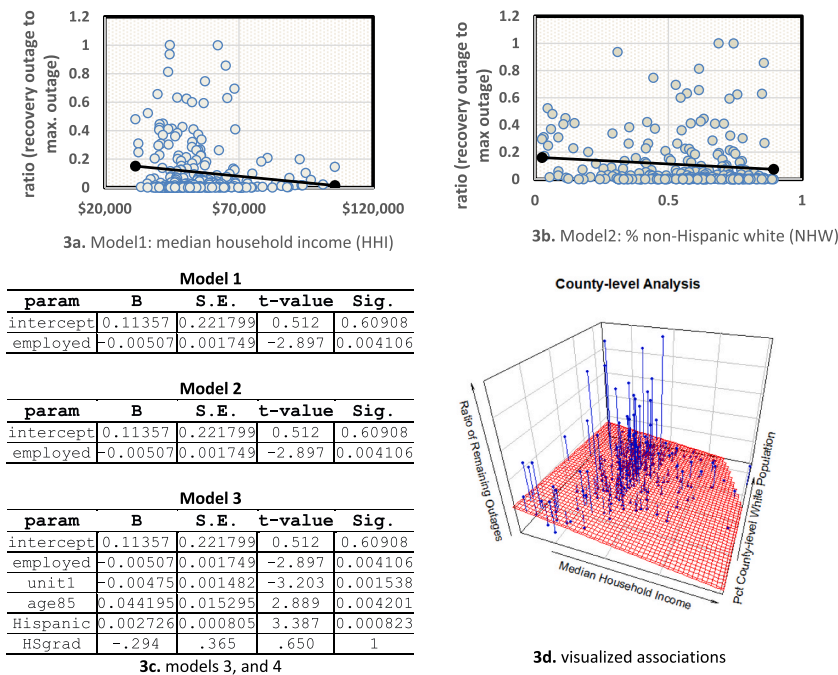 ratio (recovery outage to
max. outage)
1.2
1
0.8
0.6
0.4
0.2
0
$20,000 $70,000 $120,000
3a. Model1: median household income (HHI)
ratio (recovery outage to
max outage)
1.2
1
0.8
0.6
0.4
0.2
0
0 0.5 1
3b. Model2: % non-Hispanic white (NHW)
Model 1
param B S.E. t-value Sig.
intercept 0.11357 0.221799 0.512 0.60908
employed -0.00507 0.001749 -2.897 0.004106
Model 2
param B S.E. t-value Sig.
intercept 0.11357 0.221799 0.512 0.60908
employed -0.00507 0.001749 -2.897 0.004106
Model 3
param B S.E. t-value Sig.
intercept 0.11357 0.221799 0.512 0.60908
employed -0.00507 0.001749 -2.897 0.004106
unit1 -0.00475 0.001482 -3.203 0.001538
age85 0.044195 0.015295 2.889 0.004201
Hispanic 0.002726 0.000805 3.387 0.000823
HSgrad -.294 .365 .650 1
3c. models 3, and 4
County-level Analysis
Ratio of Remaining Outages
Median Household Income
Pct County-level White Population
3d. visualized associations